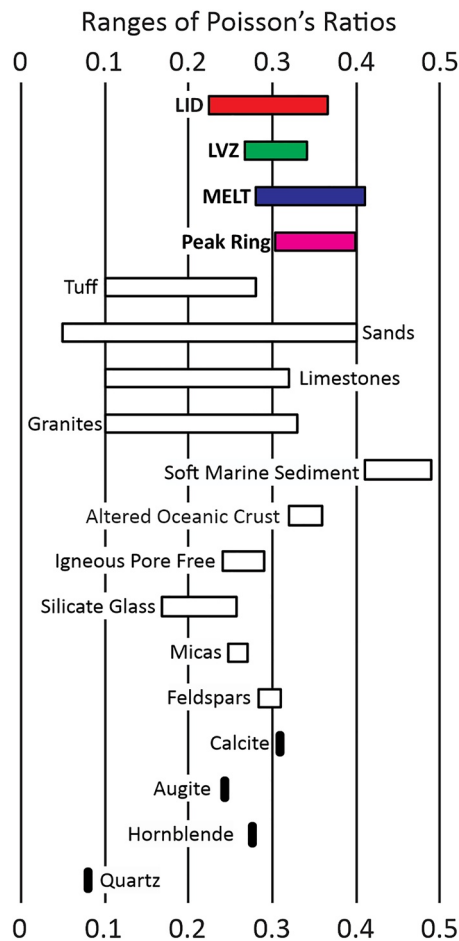 Ranges of Poisson’s Ratios
0 0.1 0.2 0.3 0.4 0.5
LID
LVZ
MELT
Peak Ring
Tuff
Sands
Limestones
Granites
Soft Marine Sediment
Altered Oceanic Crust
Igneous Pore Free
Silicate Glass
Micas
Feldspars
Calcite
Augite
Hornblende
Quartz
0 0.1 0.2 0.3 0.4 0.5